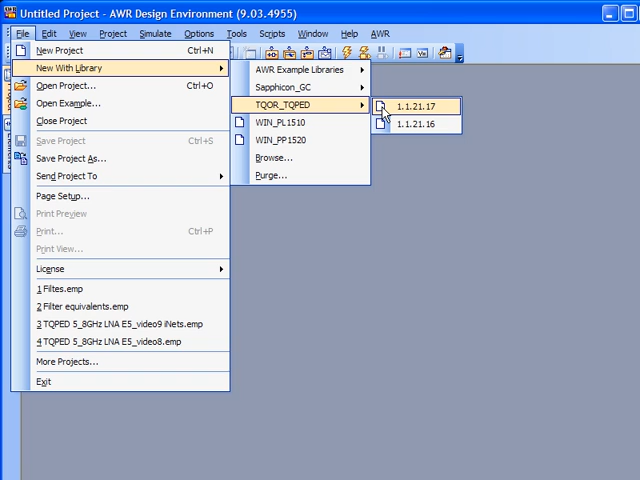 Untitled Project - AWR Design Environment (9.03.4955)
File Edit View Project Simulate Options Tools Scripts Window Help AWR
New Project Ctrl+N
New With Library
Open Project... Ctrl+O
Open Example...
Close Project
Save Project
Save Project As...
Send Project To
Page Setup...
Print Preview
Print... Ctrl+P
Print View...
License
1 Filtes.emp
2 Filter equivalents.emp
3 TQPED 5_8GHz LNA E5_video9 iNets.emp
4 TQPED 5_8GHz LNA E5_video8.emp
More Projects...
Exit
AWR Example Libraries
Sapphicon_GC
TQOR_TQPED
WIN_PL1510
WIN_PP1520
Browse...
Purge...
1.1.21.17
1.1.21.16